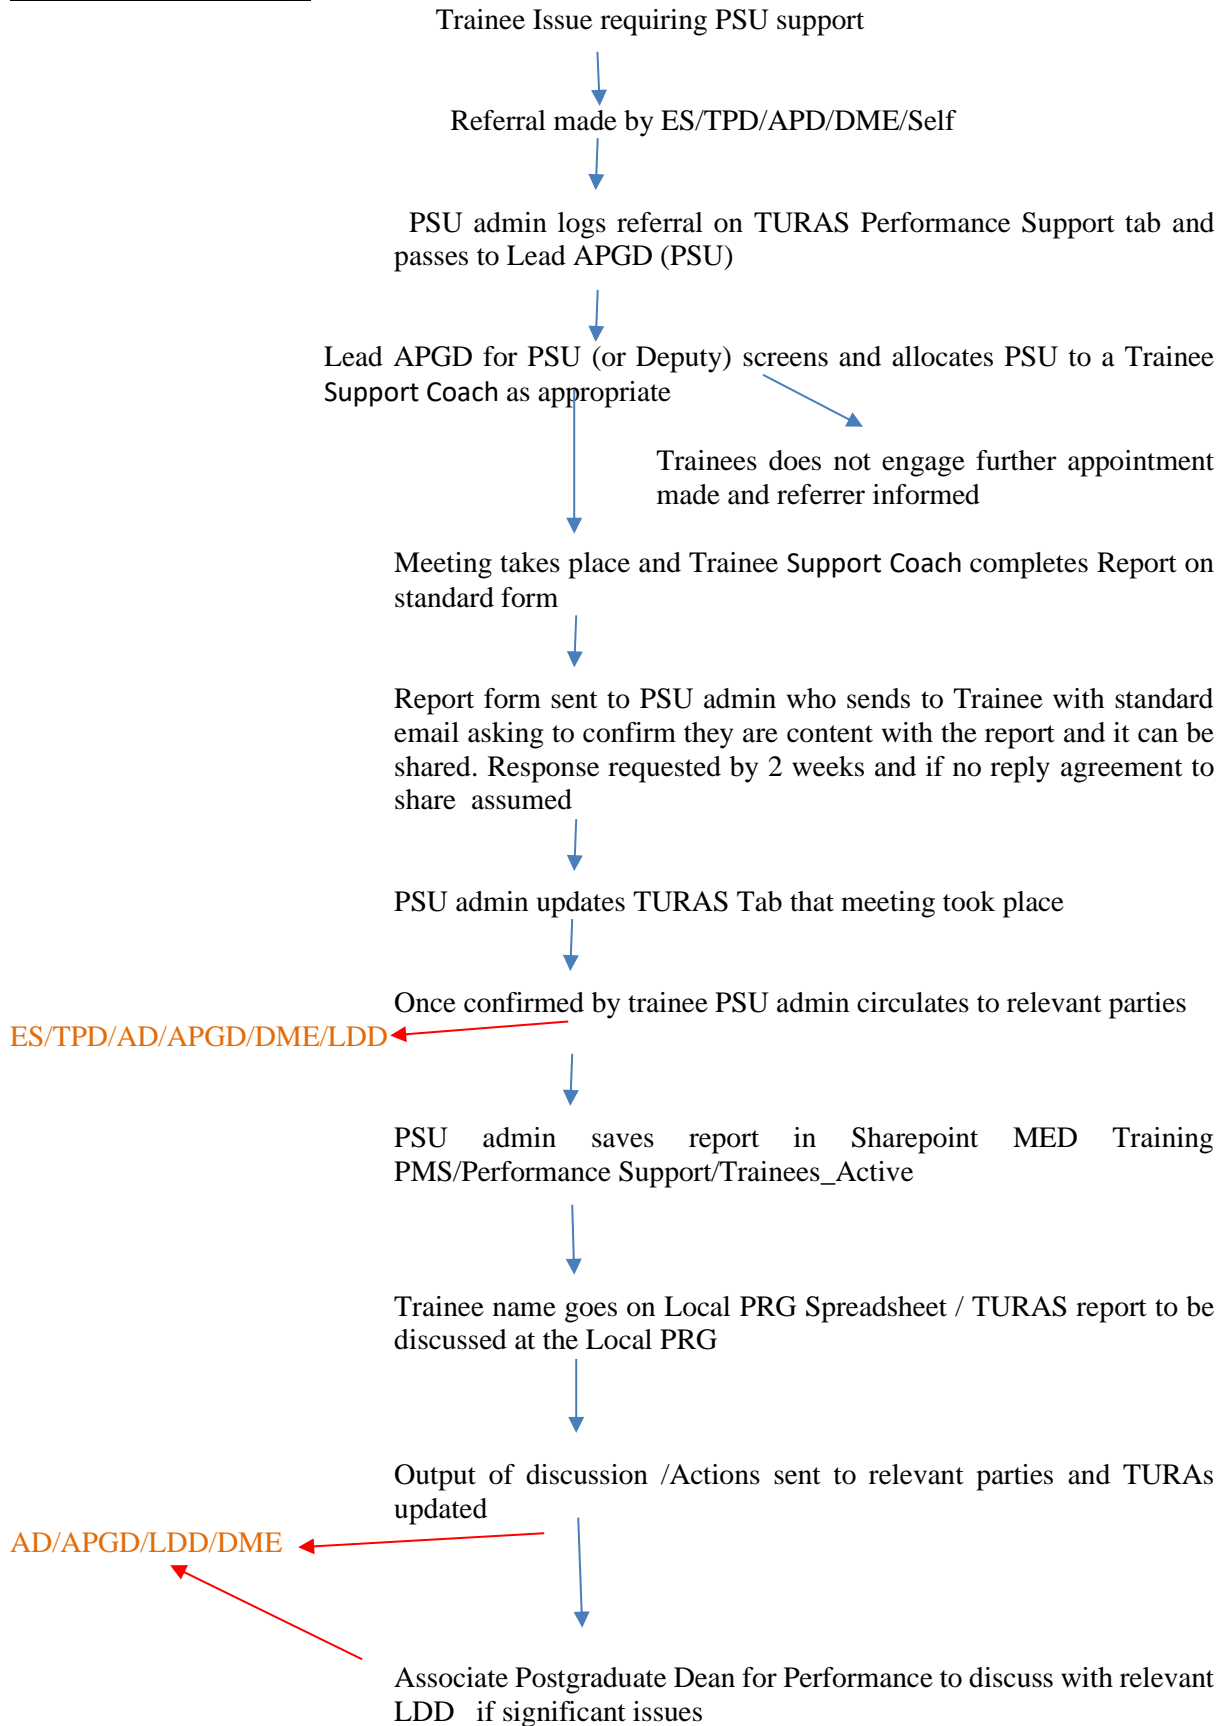 Trainee Issue requiring PSU support
Referral made by ES/TPD/APD/DME/Self
PSU admin logs referral on TURAS Performance Support tab and
passes to Lead APGD (PSU)
Lead APGD for PSU (or Deputy) screens and allocates PSU to a Trainee
Support Coach as appropriate
Trainees does not engage further appointment
made and referrer informed
Meeting takes place and Trainee Support Coach completes Report on
standard form
Report form sent to PSU admin who sends to Trainee with standard
email asking to confirm they are content with the report and it can be
shared. Response requested by 2 weeks and if no reply agreement to
share assumed
PSU admin updates TURAS Tab that meeting took place
Once confirmed by trainee PSU admin circulates to relevant parties
ES/TPD/AD/APGD/DME/LDD
PSU admin saves report in Sharepoint MED Training
PMS/Performance Support/Trainees_Active
Trainee name goes on Local PRG Spreadsheet / TURAS report to be
discussed at the Local PRG
Output of discussion /Actions sent to relevant parties and TURAs
updated
AD/APGD/LDD/DME
Associate Postgraduate Dean for Performance to discuss with relevant
LDD if significant issues